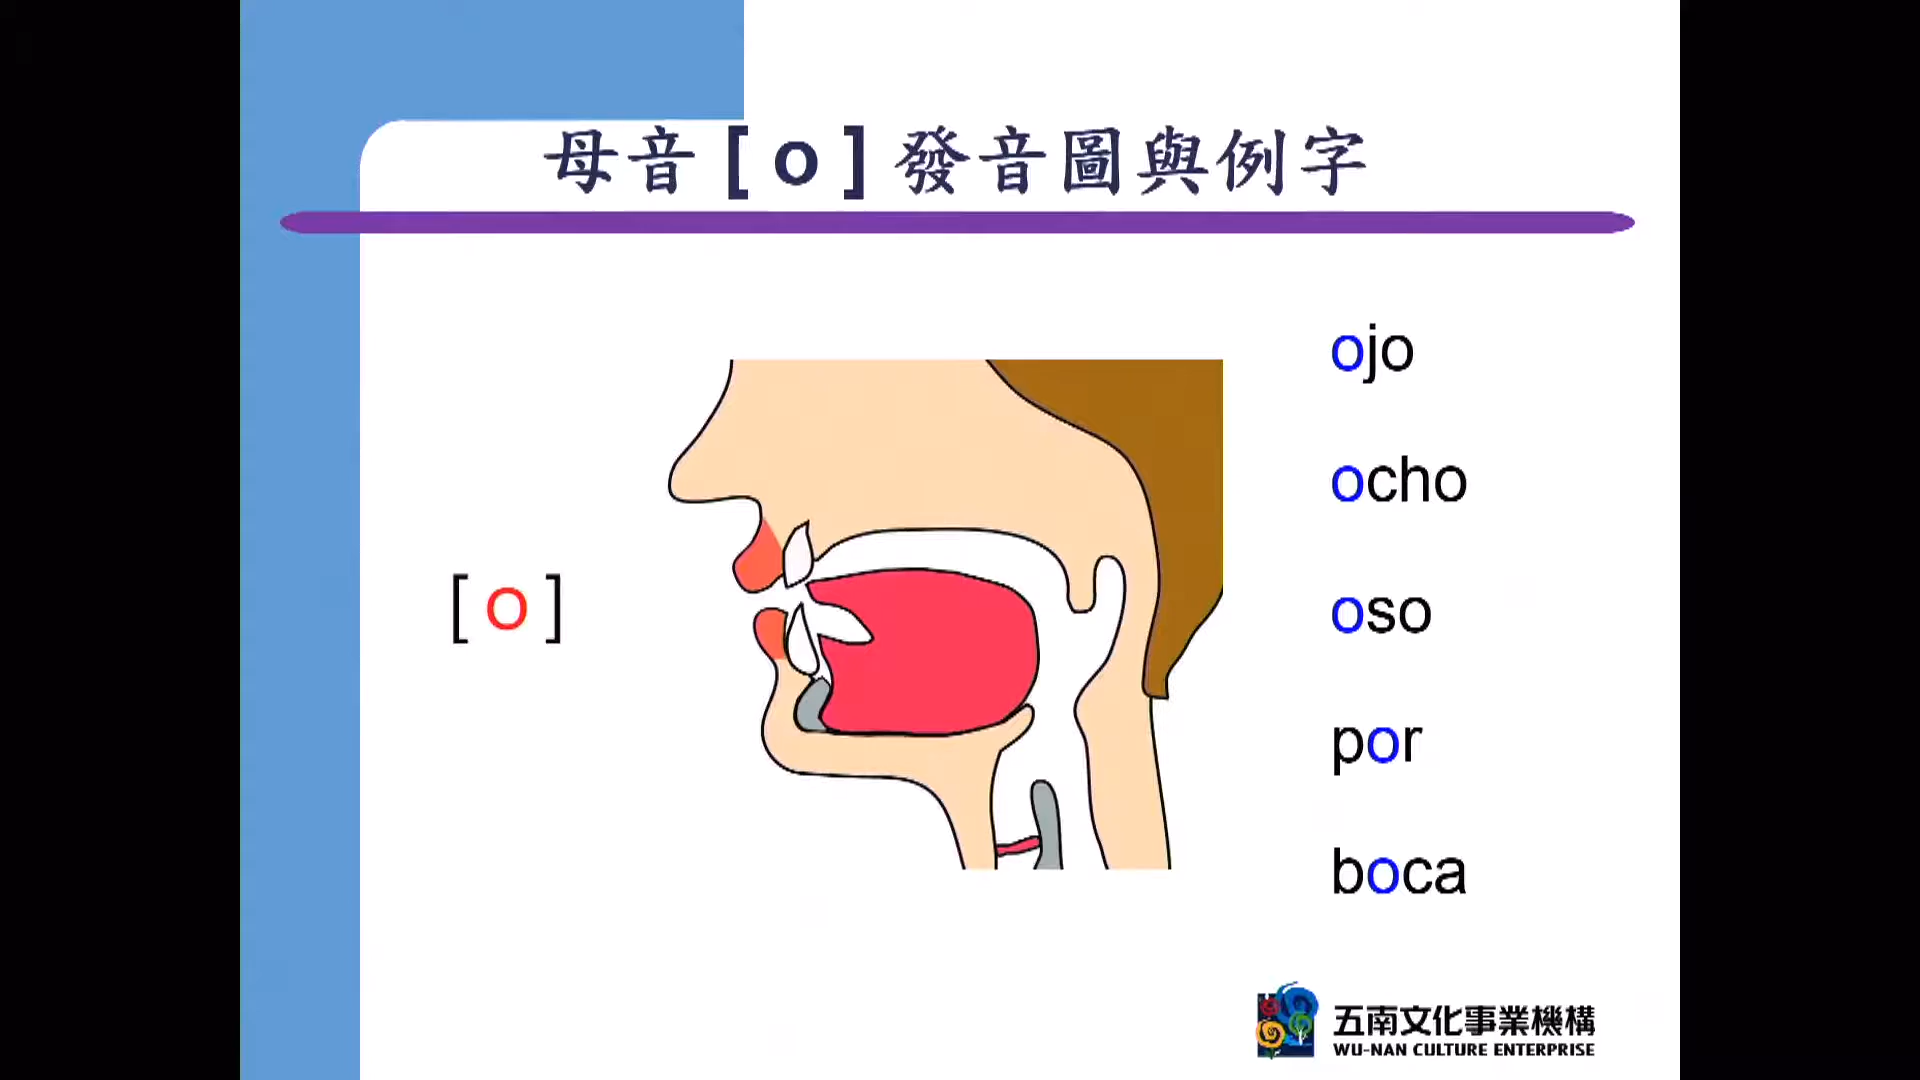 母音 [ o ] 發音圖與例字
[ o ]
ojo
ocho
oso
por
boca
五南文化事業機構
WU-NAN CULTURE ENTERPRISE